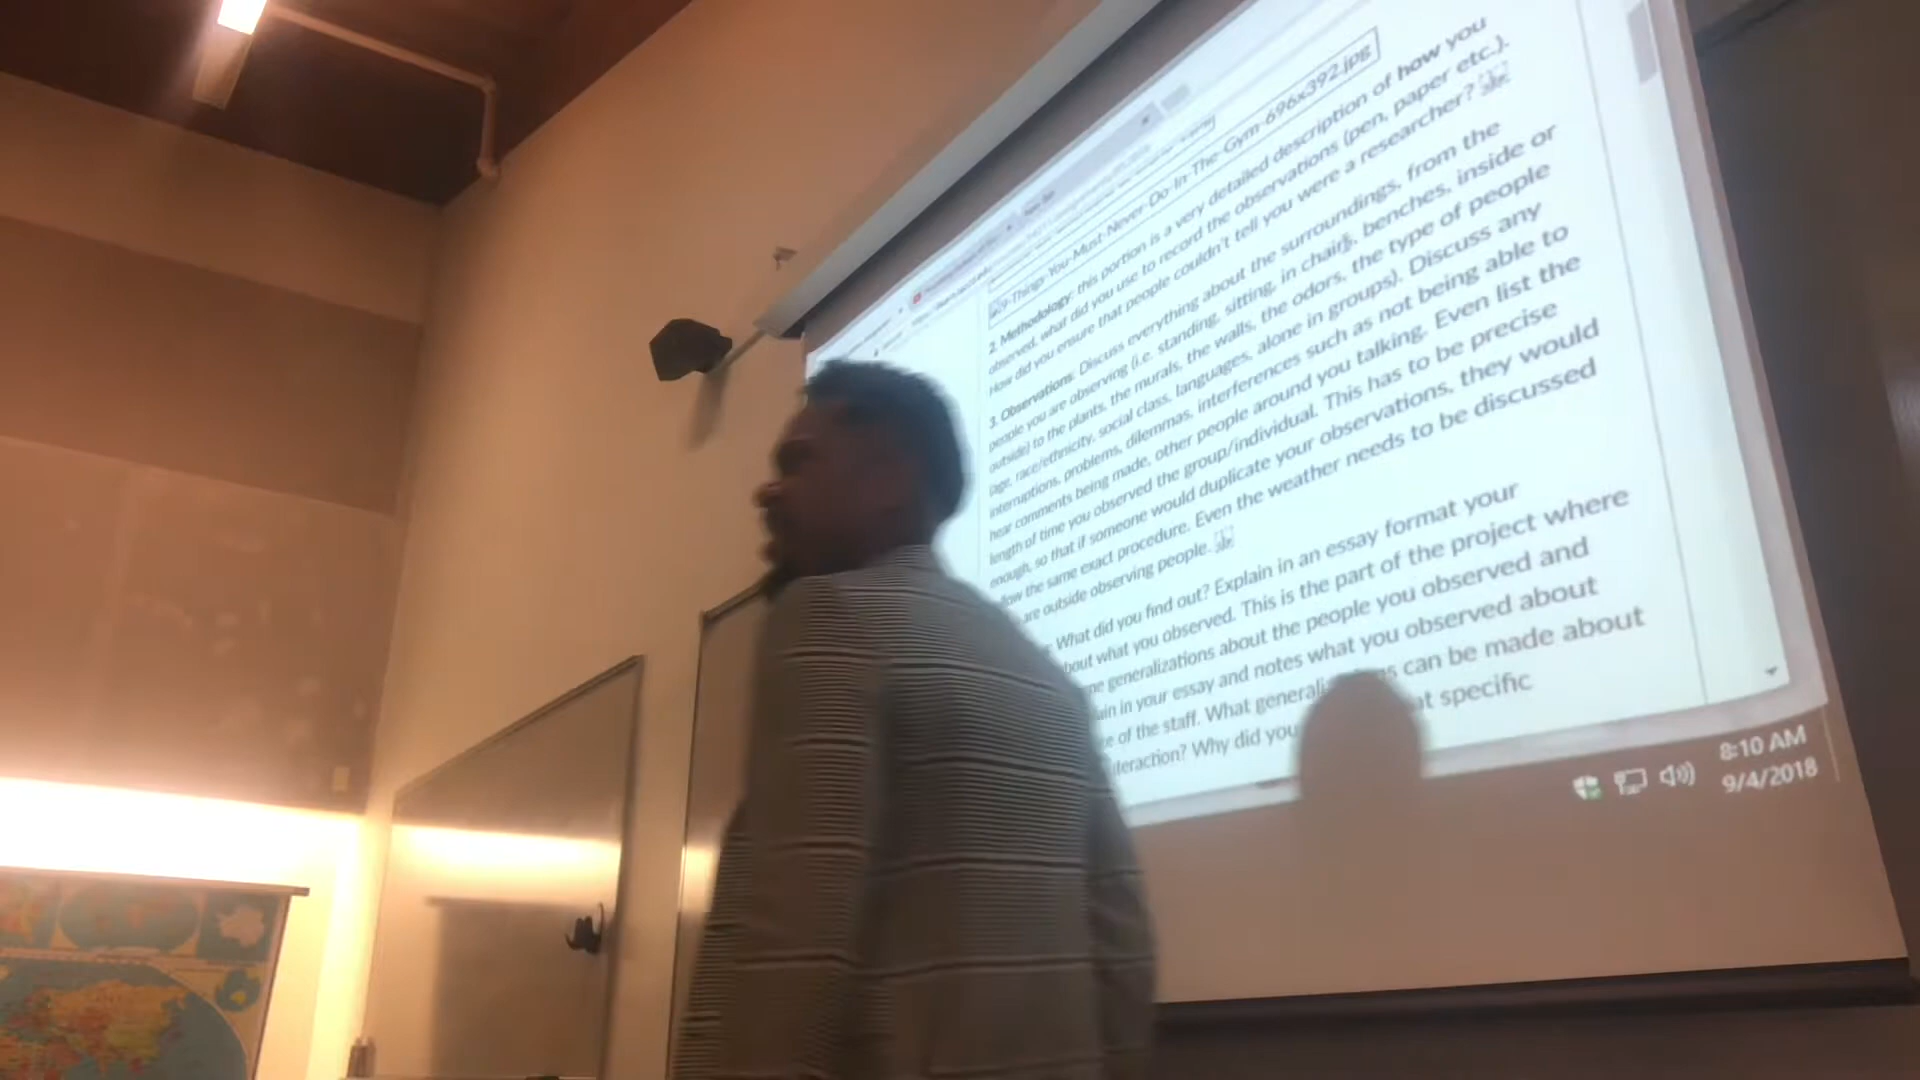 9-Things-You-Must-Never-Do-In-The-Gym-696x392.jpg
2. Methodology: this portion is a very detailed description of how you
observed, what did you use to record the observations (pen, paper etc.).
How did you ensure that people couldn't tell you were a researcher?
3. Observations: Discuss everything about the surroundings, from the
people you are observing (i.e. standing, sitting, in chairs, benches, inside or
outside) to the plants, the murals, the walls, the odors, the type of people
(age, race/ethnicity, social class, languages, alone in groups). Discuss any
interruptions, problems, dilemmas, interferences such as not being able to
hear comments being made, other people around you talking. Even list the
length of time you observed the group/individual. This has to be precise
enough, so that if someone would duplicate your observations, they would
the same exact procedure. Even the weather needs to be discussed
are outside observing people.
What did you find out? Explain in an essay format your
what you observed. This is the part of the project where
generalizations about the people you observed and
in your essay and notes what you observed about
of the staff. What can be made about
Why did you specific
8:10 AM
9/4/2018